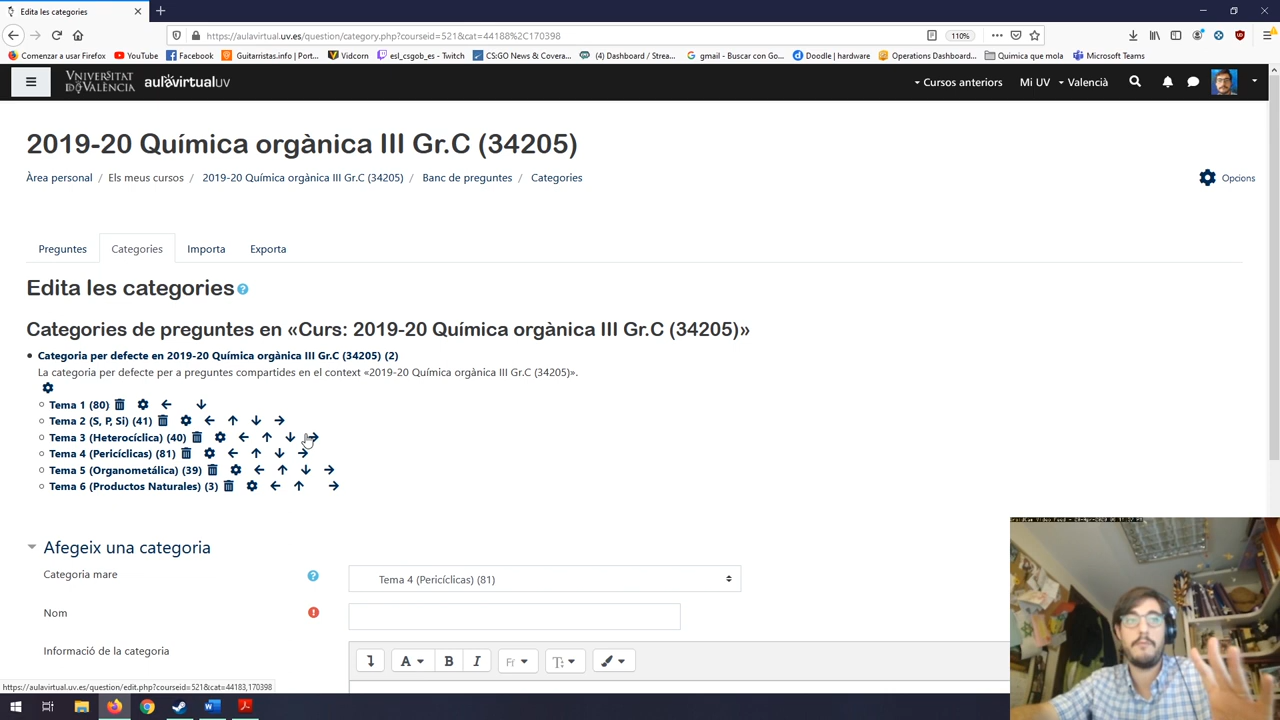 Edita les categories
https://aulavirtual.uv.es/question/category.php?courseid=521&cat=44188%2C170398
110%
Comenzar a usar Firefox
YouTube
Facebook
Guitarristas.info | Port...
Vidcorn
esl_csgob_es - Twitch
CS:GO News & Covera...
(4) Dashboard / Strea...
gmail - Buscar con Go...
Doodle | hardware
Operations Dashboard...
Quimica que mola
Microsoft Teams
VNIVERSITAT
DE VALÈNCIA
aulavirtualuv
Cursos anteriors
Mi UV
Valencià
2019-20 Química orgànica III Gr.C (34205)
Àrea personal / Els meus cursos / 2019-20 Química orgànica III Gr.C (34205) / Banc de preguntes / Categories
Opcions
Preguntes
Categories
Importa
Exporta
Edita les categories
Categories de preguntes en «Curs: 2019-20 Química orgànica III Gr.C (34205)»
Categoria per defecte en 2019-20 Química orgànica III Gr.C (34205) (2)
La categoria per defecte per a preguntes compartides en el context «2019-20 Química orgànica III Gr.C (34205)».
Tema 1 (80)
Tema 2 (S, P, Si) (41)
Tema 3 (Heterocíclica) (40)
Tema 4 (Pericíclicas) (81)
Tema 5 (Organometálica) (39)
Tema 6 (Productos Naturales) (3)
Afegeix una categoria
Categoria mare
Tema 4 (Pericíclicas) (81)
Nom
Informació de la categoria
A
B
I
https://aulavirtual.uv.es/question/edit.php?courseid=521&cat=44183,170398